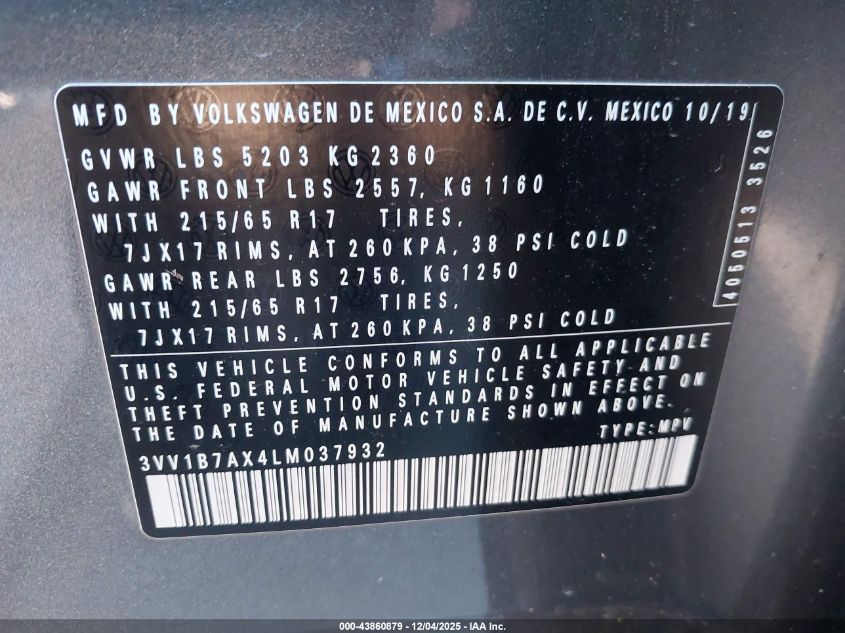 MFD BY VOLKSWAGEN DE MEXICO S.A. DE C.V. MEXICO 10/19
GVWR LBS 5203 KG 2360
GAWR FRONT LBS 2557, KG 1160
WITH 215/65 R17 TIRES,
7JX17 RIMS, AT 260 KPA, 38 PSI COLD
GAWR REAR LBS 2756, KG 1250
WITH 215/65 R17 TIRES,
7JX17 RIMS, AT 260 KPA, 38 PSI COLD
4050513 3526
THIS VEHICLE CONFORMS TO ALL APPLICABLE
U.S. FEDERAL MOTOR VEHICLE SAFETY-AND
THEFT PREVENTION STANDARDS IN EFFECT ON
THE DATE OF MANUFACTURE SHOWN ABOVE.
TYPE: MPV
3VV1B7AX4LM037932
000-43860879 - 12/04/2025 - IAA Inc.